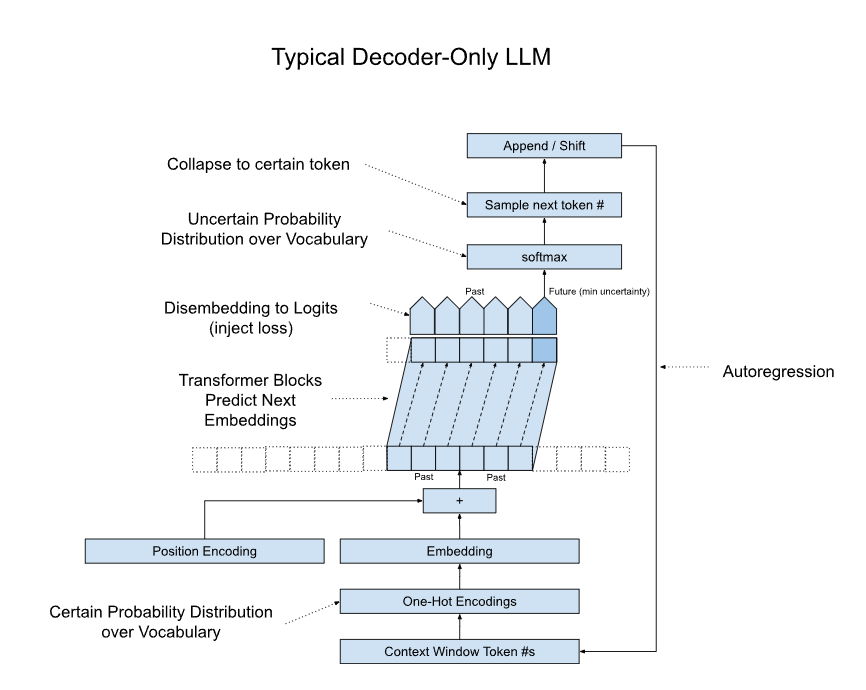 Typical Decoder-Only LLM
Append / Shift
Collapse to certain token
Sample next token #
Uncertain Probability
Distribution over Vocabulary
softmax
Past
Future (min uncertainty)
Disembedding to Logits
(inject loss)
Transformer Blocks
Predict Next
Embeddings
Autoregression
Past
Past
+
Position Encoding
Embedding
One-Hot Encodings
Certain Probability Distribution
over Vocabulary
Context Window Token #s